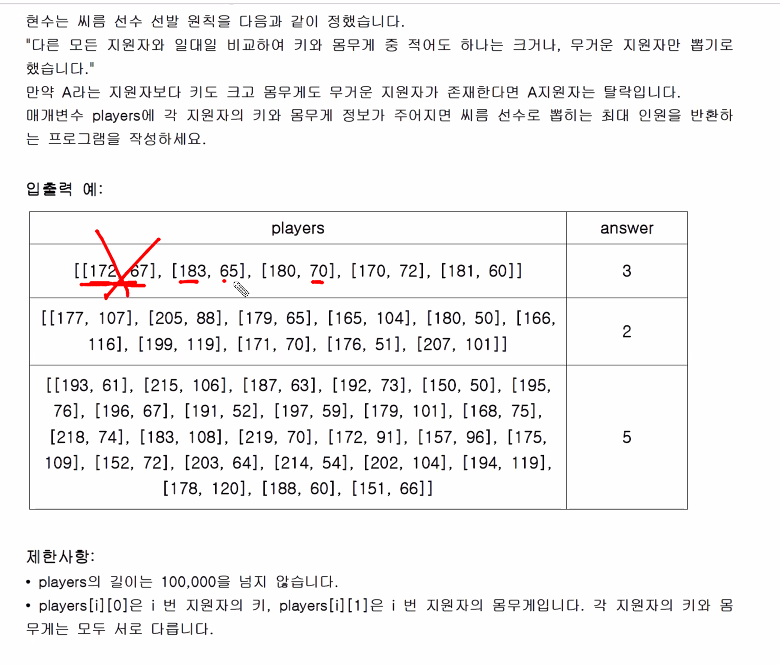 현수는 씨름 선수 선발 원칙을 다음과 같이 정했습니다.
"다른 모든 지원자와 일대일 비교하여 키와 몸무게 중 적어도 하나는 크거나, 무거운 지원자만 뽑기로
했습니다."
만약 A라는 지원자보다 키도 크고 몸무게도 무거운 지원자가 존재한다면 A지원자는 탈락입니다.
매개변수 players에 각 지원자의 키와 몸무게 정보가 주어지면 씨름 선수로 뽑히는 최대 인원을 반환하
는 프로그램을 작성하세요.
입출력 예:
players answer
[[172, 67], [183, 65], [180, 70], [170, 72], [181, 60]] 3
[[177, 107], [205, 88], [179, 65], [165, 104], [180, 50], [166,
116], [199, 119], [171, 70], [176, 51], [207, 101]] 2
[[193, 61], [215, 106], [187, 63], [192, 73], [150, 50], [195,
76], [196, 67], [191, 52], [197, 59], [179, 101], [168, 75],
[218, 74], [183, 108], [219, 70], [172, 91], [157, 96], [175,
109], [152, 72], [203, 64], [214, 54], [202, 104], [194, 119],
[178, 120], [188, 60], [151, 66]] 5
제한사항:
• players의 길이는 100,000을 넘지 않습니다.
• players[i][0]은 i 번 지원자의 키, players[i][1]은 i 번 지원자의 몸무게입니다. 각 지원자의 키와 몸
무게는 모두 서로 다릅니다.